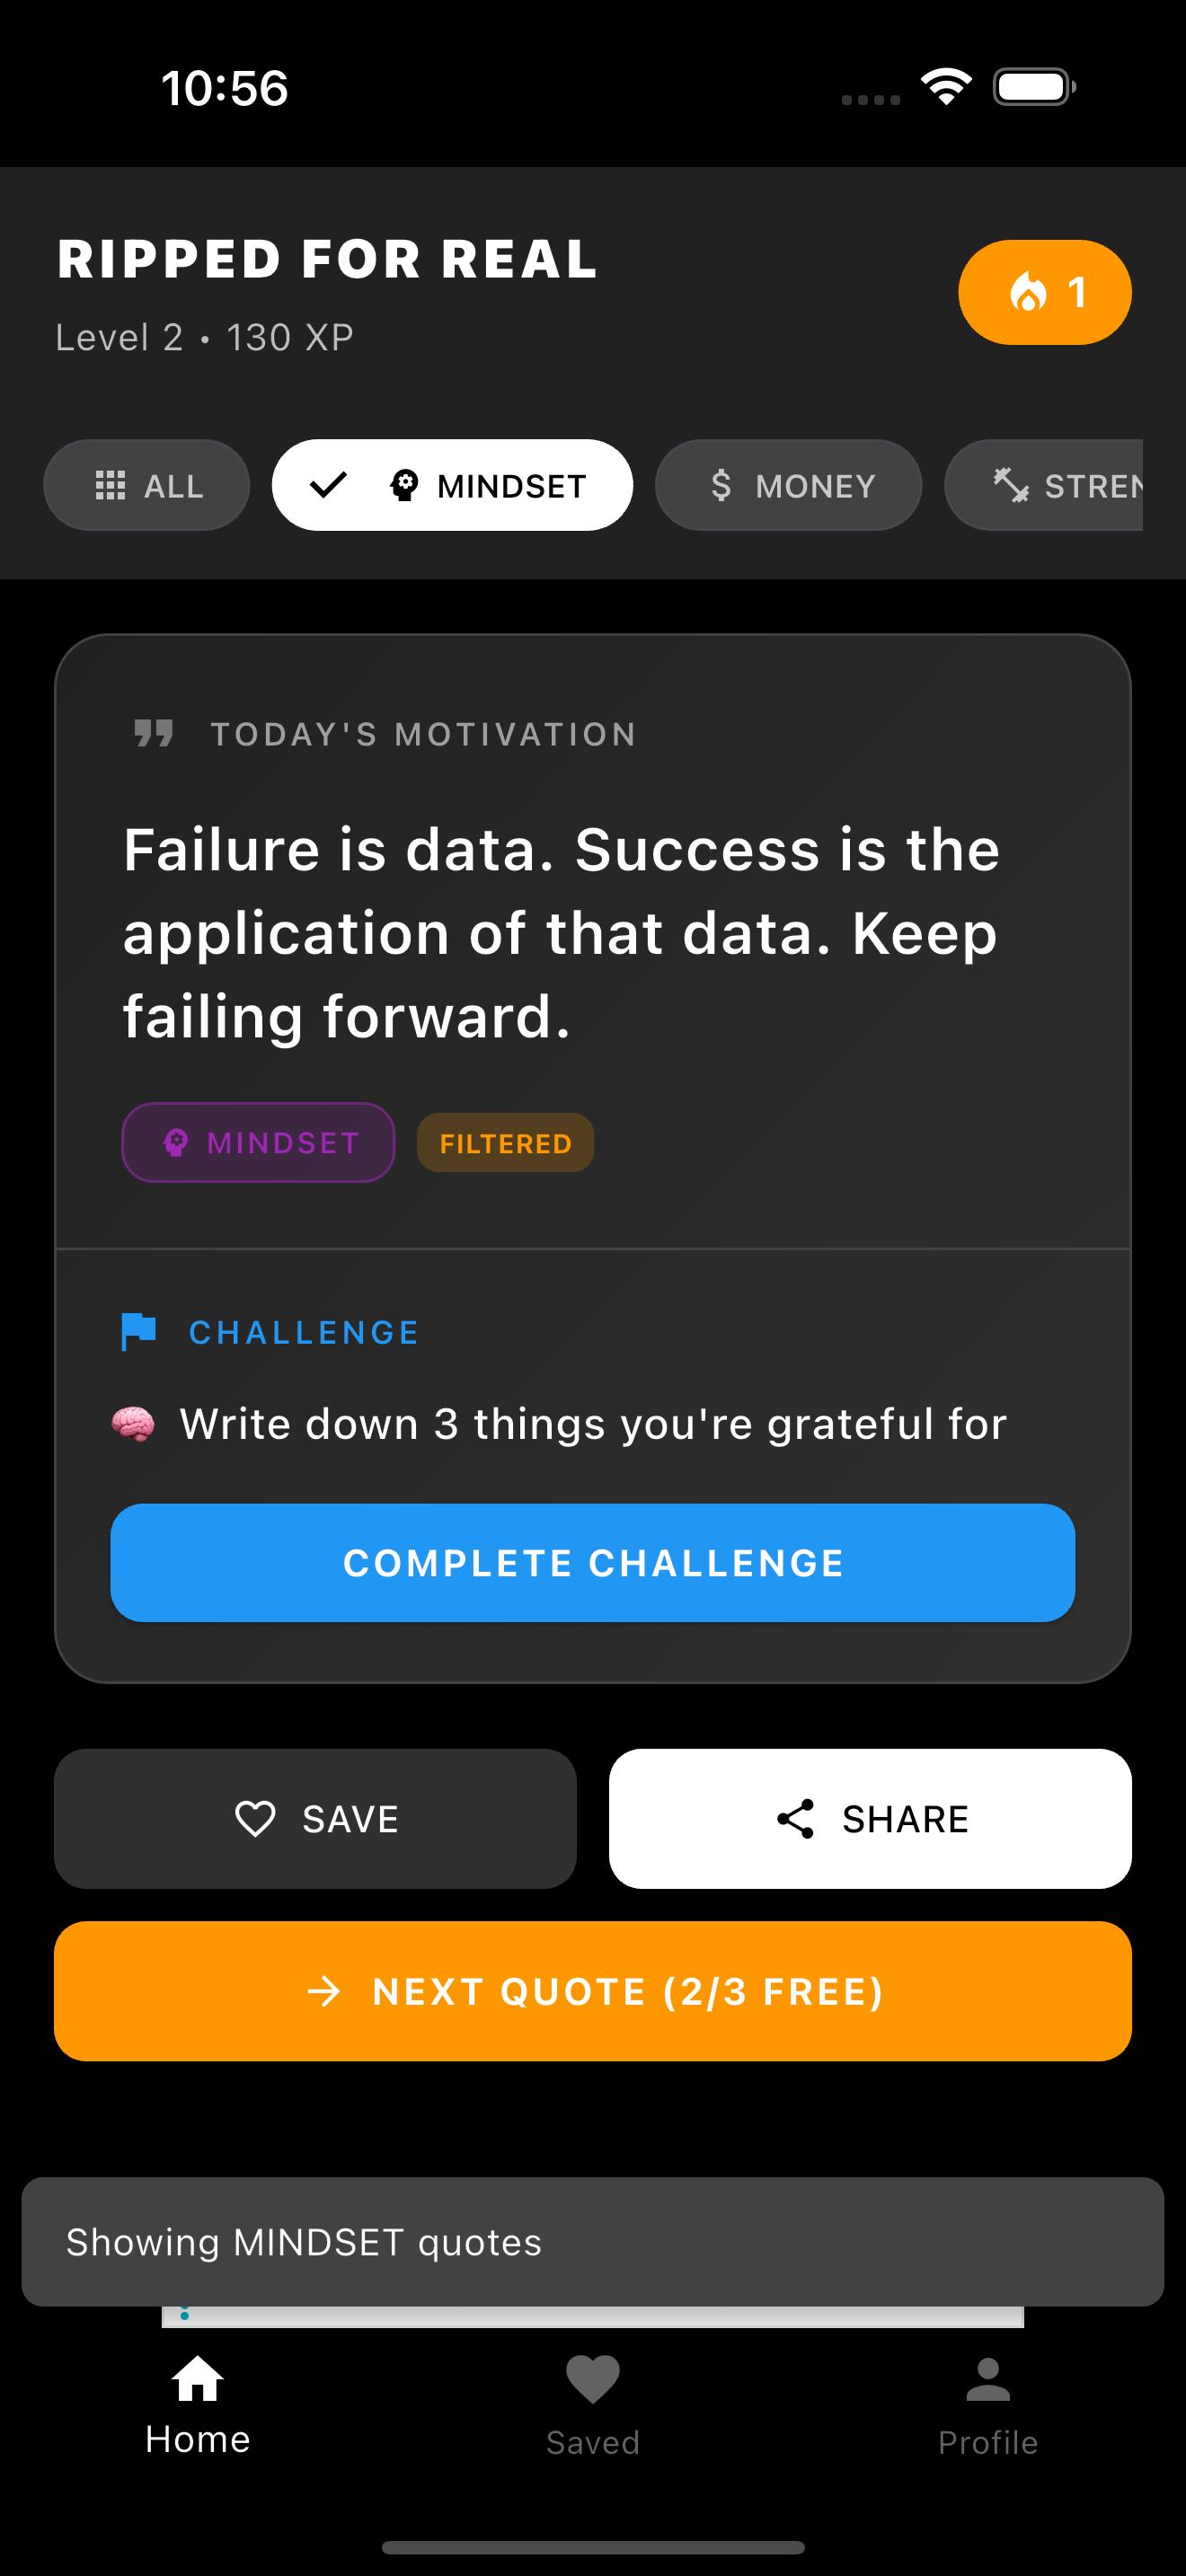 10:56
RIPPED FOR REAL
Level 2 • 130 XP
1
ALL
MINDSET
MONEY
STREN
TODAY'S MOTIVATION
Failure is data. Success is the
application of that data. Keep
failing forward.
MINDSET
FILTERED
CHALLENGE
🧠 Write down 3 things you're grateful for
COMPLETE CHALLENGE
SAVE
SHARE
NEXT QUOTE (2/3 FREE)
Showing MINDSET quotes
Home
Saved
Profile